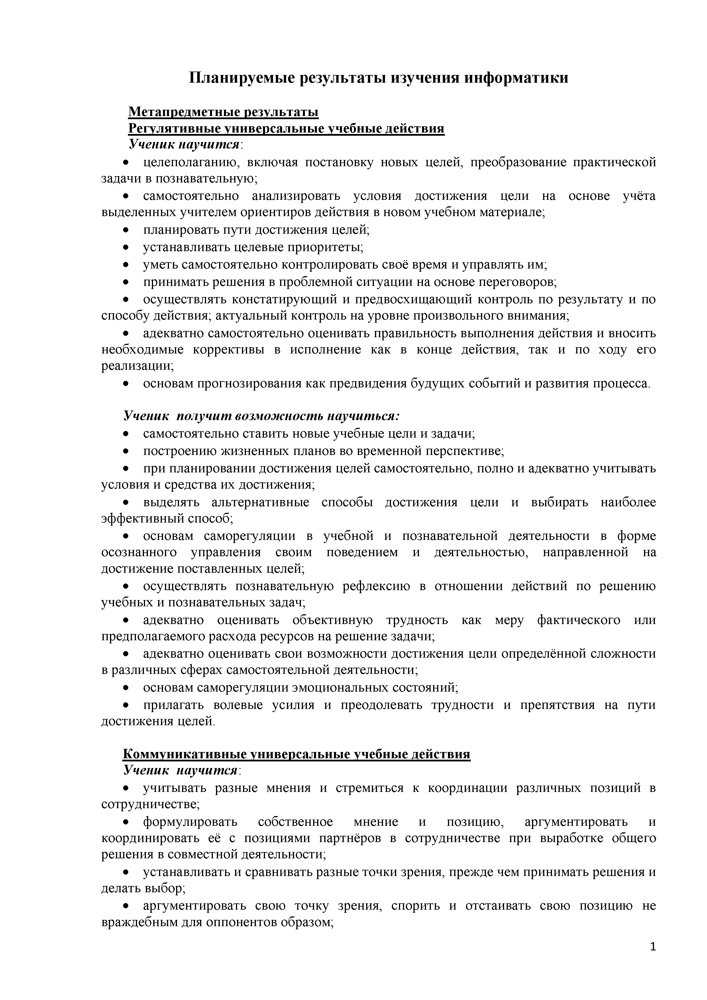 Планируемые результаты изучения информатики
Метапредметные результаты
Регулятивные универсальные учебные действия
Ученик научится:
• целеполаганию, включая постановку новых целей, преобразование практической
задачи в познавательную;
• самостоятельно анализировать условия достижения цели на основе учёта
выделенных учителем ориентиров действия в новом учебном материале;
• планировать пути достижения целей;
• устанавливать целевые приоритеты;
• уметь самостоятельно контролировать своё время и управлять им;
• принимать решения в проблемной ситуации на основе переговоров;
• осуществлять констатирующий и предвосхищающий контроль по результату и по
способу действия; актуальный контроль на уровне произвольного внимания;
• адекватно самостоятельно оценивать правильность выполнения действия и вносить
необходимые коррективы в исполнение как в конце действия, так и по ходу его
реализации;
• основам прогнозирования как предвидения будущих событий и развития процесса.
Ученик получит возможность научиться:
• самостоятельно ставить новые учебные цели и задачи;
• построению жизненных планов во временной перспективе;
• при планировании достижения целей самостоятельно, полно и адекватно учитывать
условия и средства их достижения;
• выделять альтернативные способы достижения цели и выбирать наиболее
эффективный способ;
• основам саморегуляции в учебной и познавательной деятельности в форме
осознанного управления своим поведением и деятельностью, направленной на
достижение поставленных целей;
• осуществлять познавательную рефлексию в отношении действий по решению
учебных и познавательных задач;
• адекватно оценивать объективную трудность как меру фактического или
предполагаемого расхода ресурсов на решение задачи;
• адекватно оценивать свои возможности достижения цели определённой сложности
в различных сферах самостоятельной деятельности;
• основам саморегуляции эмоциональных состояний;
• прилагать волевые усилия и преодолевать трудности и препятствия на пути
достижения целей.
Коммуникативные универсальные учебные действия
Ученик научится:
• учитывать разные мнения и стремиться к координации различных позиций в
сотрудничестве;
• формулировать собственное мнение и позицию, аргументировать и
координировать её с позициями партнёров в сотрудничестве при выработке общего
решения в совместной деятельности;
• устанавливать и сравнивать разные точки зрения, прежде чем принимать решения и
делать выбор;
• аргументировать свою точку зрения, спорить и отстаивать свою позицию не
враждебным для оппонентов образом;
1